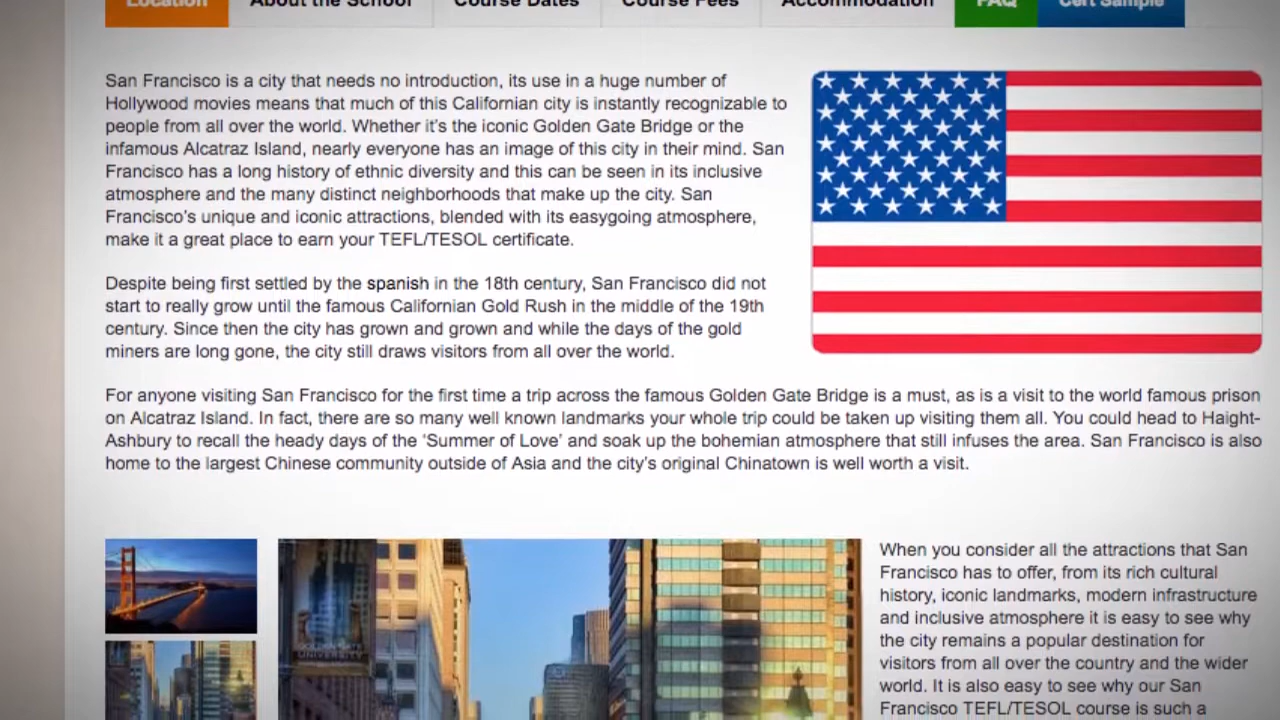 Location About the School Course Dates Course Fees Accommodation FAQ Cert Sample
San Francisco is a city that needs no introduction, its use in a huge number of
Hollywood movies means that much of this Californian city is instantly recognizable to
people from all over the world. Whether it's the iconic Golden Gate Bridge or the
infamous Alcatraz Island, nearly everyone has an image of this city in their mind. San
Francisco has a long history of ethnic diversity and this can be seen in its inclusive
atmosphere and the many distinct neighborhoods that make up the city. San
Francisco's unique and iconic attractions, blended with its easygoing atmosphere,
make it a great place to earn your TEFL/TESOL certificate.
Despite being first settled by the spanish in the 18th century, San Francisco did not
start to really grow until the famous Californian Gold Rush in the middle of the 19th
century. Since then the city has grown and grown and while the days of the gold
miners are long gone, the city still draws visitors from all over the world.
For anyone visiting San Francisco for the first time a trip across the famous Golden Gate Bridge is a must, as is a visit to the world famous prison
on Alcatraz Island. In fact, there are so many well known landmarks your whole trip could be taken up visiting them all. You could head to Haight-
Ashbury to recall the heady days of the 'Summer of Love' and soak up the bohemian atmosphere that still infuses the area. San Francisco is also
home to the largest Chinese community outside of Asia and the city's original Chinatown is well worth a visit.
GOLDEN GATE
UNIVERSITY
When you consider all the attractions that San
Francisco has to offer, from its rich cultural
history, iconic landmarks, modern infrastructure
and inclusive atmosphere it is easy to see why
the city remains a popular destination for
visitors from all over the country and the wider
world. It is also easy to see why our San
Francisco TEFL/TESOL course is such a